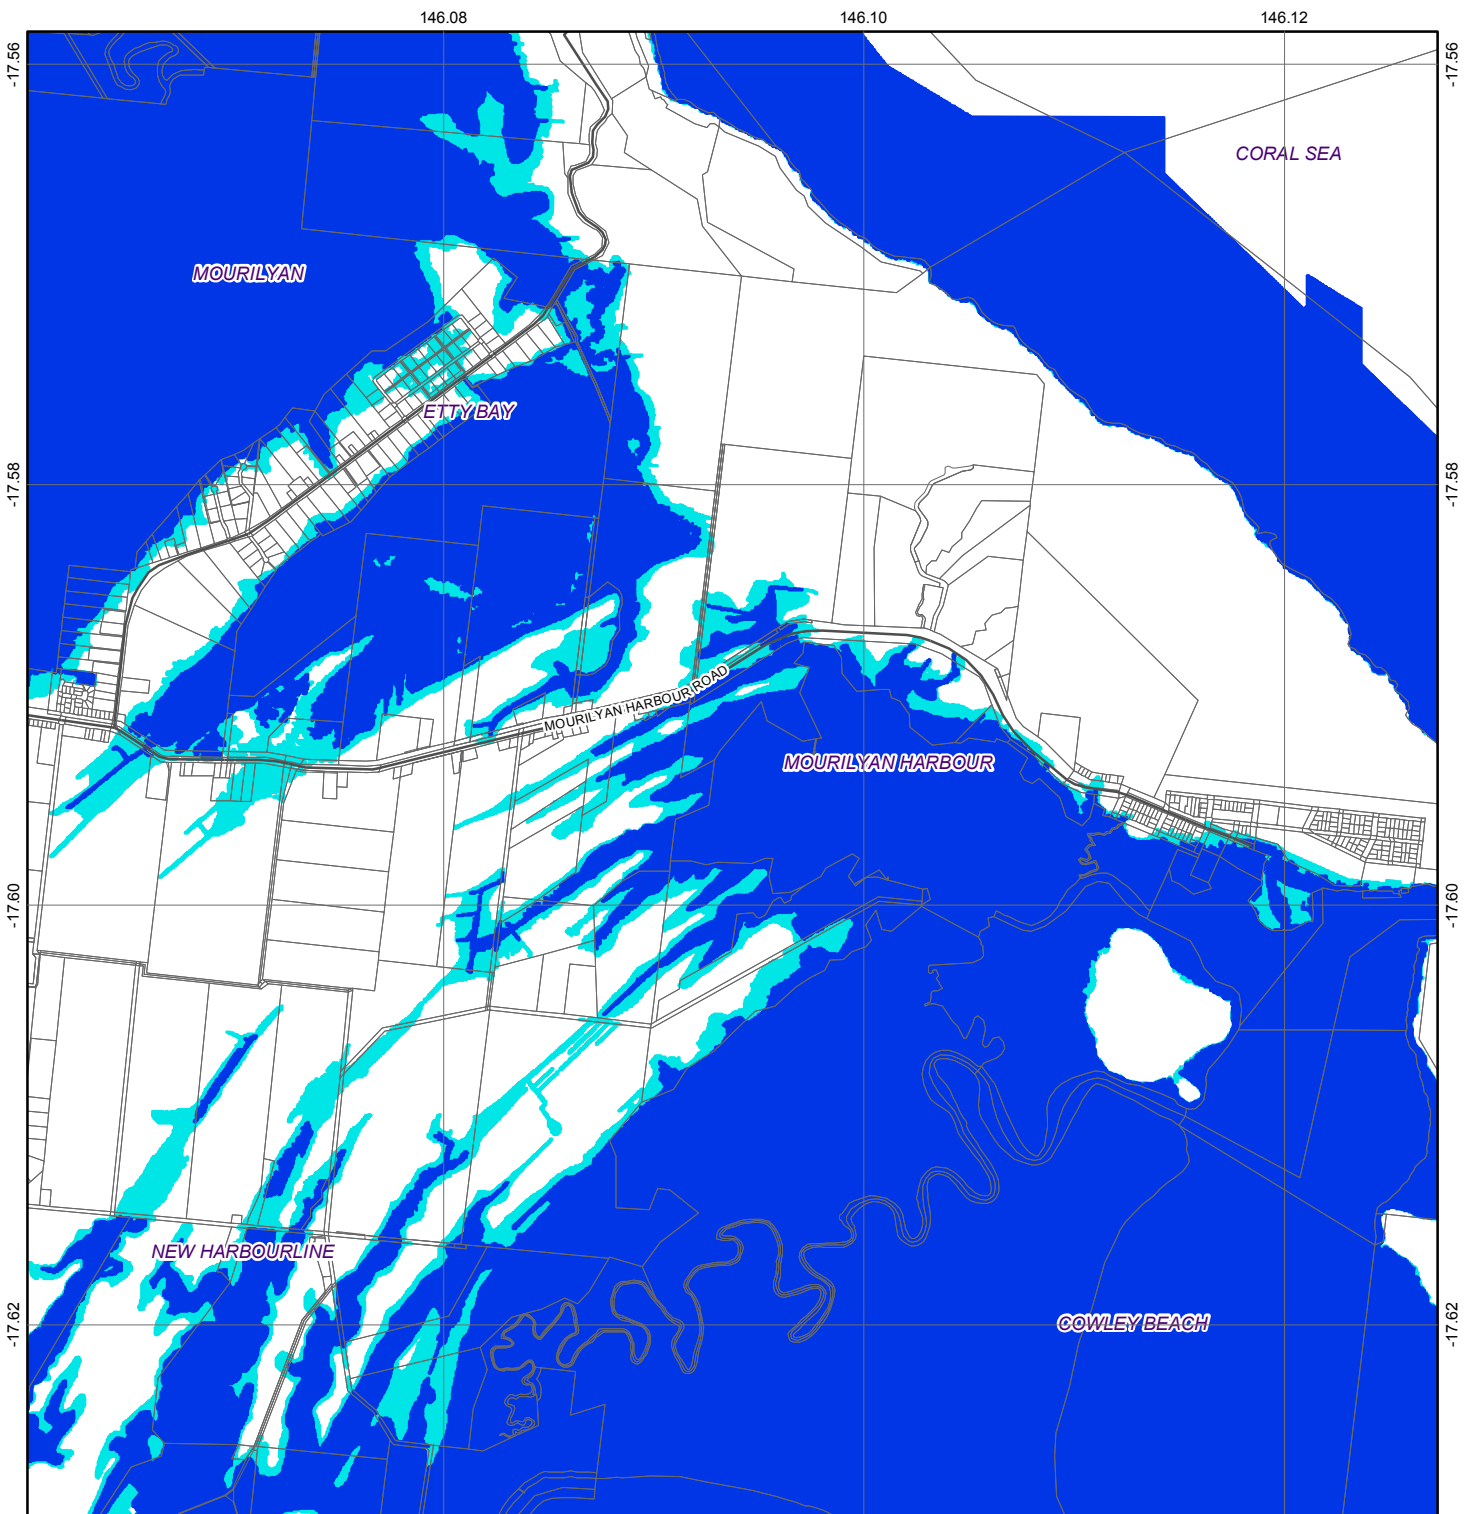 146.08
146.10
146.12
-17.56
-17.56
CORAL SEA
MOURILYAN
ETTY BAY
-17.58
-17.58
MOURILYAN HARBOUR ROAD
MOURILYAN HARBOUR
-17.60
-17.60
NEW HARBOURLINE
-17.62
-17.62
COWLEY BEACH